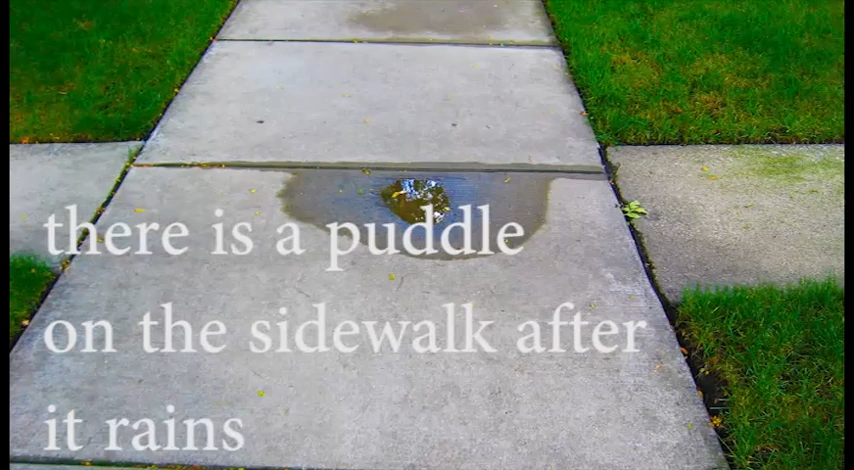 there is a puddle
on the sidewalk after
it rains